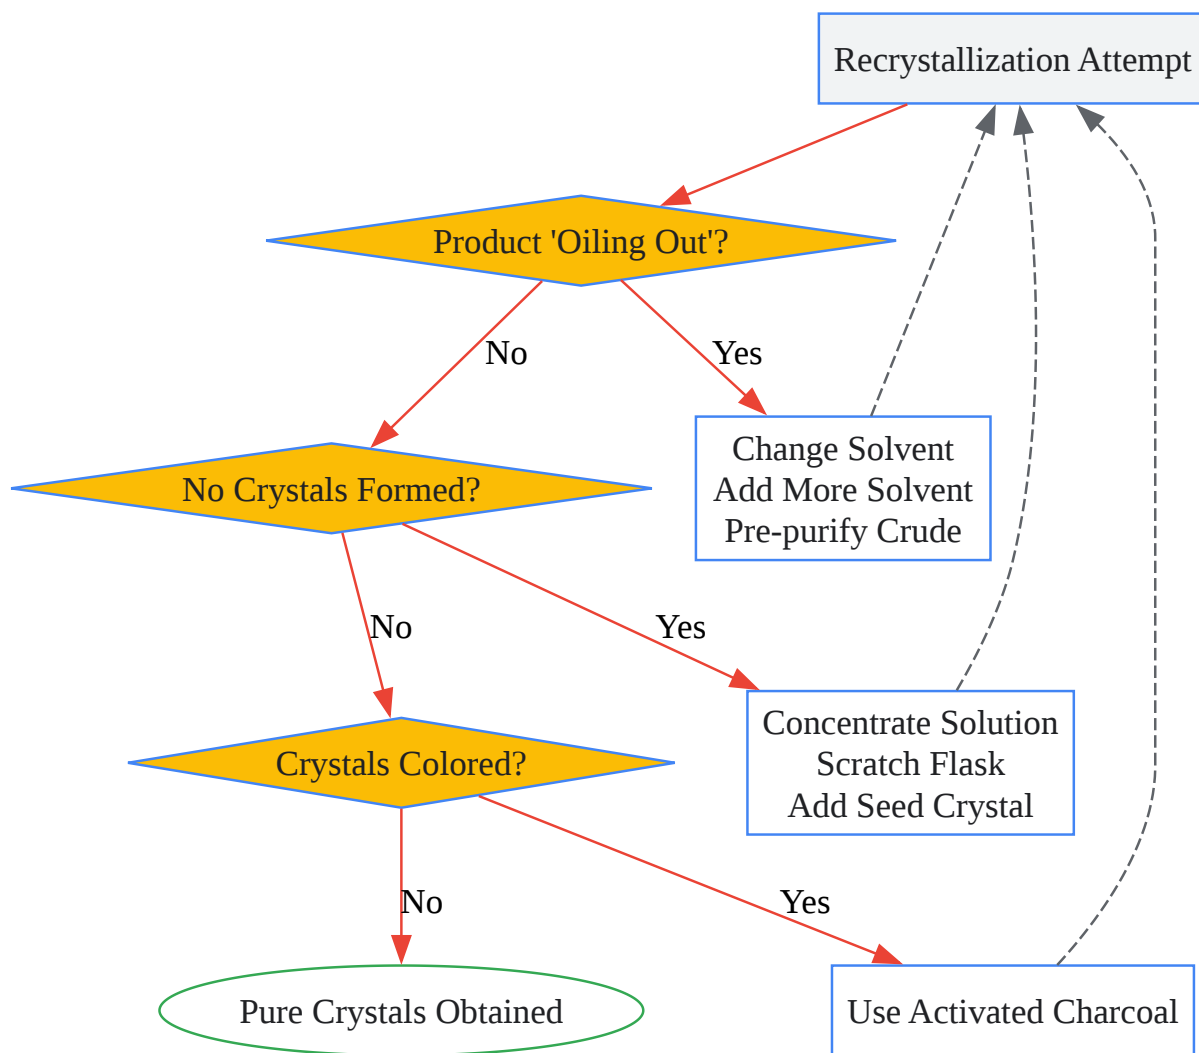 Recrystallization Attempt
Product 'Oiling Out'?
No
Yes
Change Solvent
Add More Solvent
Pre-purify Crude
No Crystals Formed?
No
Yes
Concentrate Solution
Scratch Flask
Add Seed Crystal
Crystals Colored?
No
Yes
Pure Crystals Obtained
Use Activated Charcoal